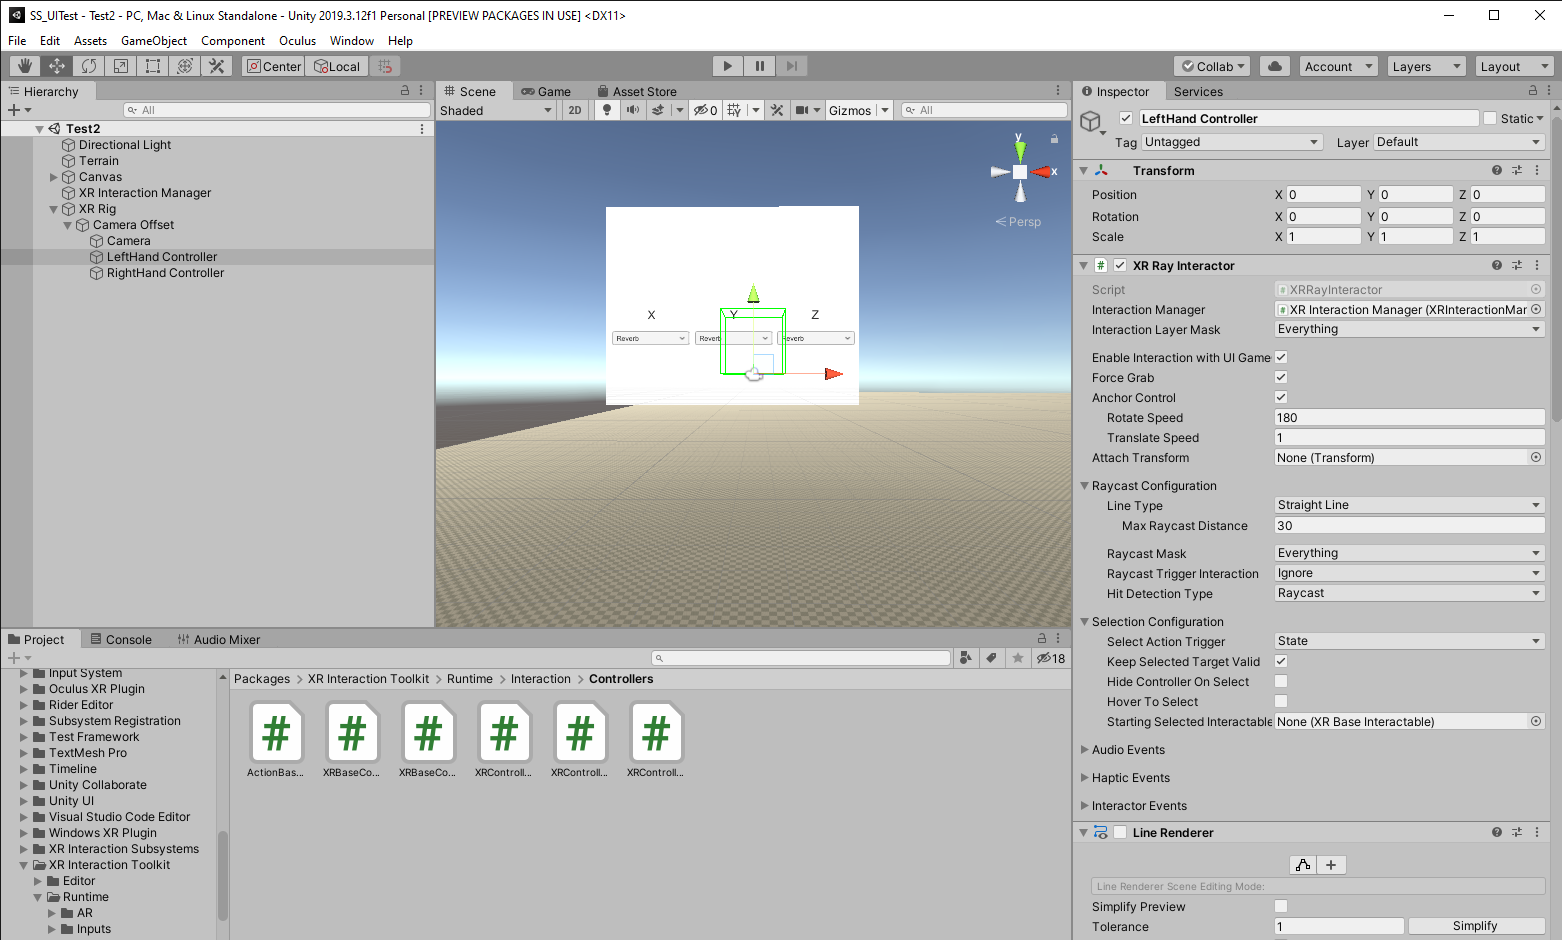 SS_UITest - Test2 - PC, Mac & Linux Standalone - Unity 2019.3.12f1 Personal [PREVIEW PACKAGES IN USE] <DX11>
File Edit Assets GameObject Component Oculus Window Help
Center Local Collab Account Layers Layout
Hierarchy
All
Test2
Directional Light
Terrain
Canvas
XR Interaction Manager
XR Rig
Camera Offset
Camera
LeftHand Controller
RightHand Controller
Scene Game Asset Store
Shaded 2D 0 Gizmos All
y
x
Persp
X Y Z
Reverb Reverb
Inspector Services
LeftHand Controller Static
Tag Untagged Layer Default
Transform
Position X 0 Y 0 Z 0
Rotation X 0 Y 0 Z 0
Scale X 1 Y 1 Z 1
XR Ray Interactor
Script XRRayInteractor
Interaction Manager XR Interaction Manager (XRInteractionMar
Interaction Layer Mask Everything
Enable Interaction with UI Game
Force Grab
Anchor Control
Rotate Speed 180
Translate Speed 1
Attach Transform None (Transform)
Raycast Configuration
Line Type Straight Line
Max Raycast Distance 30
Raycast Mask Everything
Raycast Trigger Interaction Ignore
Hit Detection Type Raycast
Selection Configuration
Select Action Trigger State
Keep Selected Target Valid
Hide Controller On Select
Hover To Select
Starting Selected Interactable None (XR Base Interactable)
Audio Events
Haptic Events
Interactor Events
Line Renderer
Line Renderer Scene Editing Mode:
Simplify Preview
Tolerance 1 Simplify
Project Console Audio Mixer
18
Input System
Oculus XR Plugin
Rider Editor
Subsystem Registration
Test Framework
TextMesh Pro
Timeline
Unity Collaborate
Unity UI
Visual Studio Code Editor
Windows XR Plugin
XR Interaction Subsystems
XR Interaction Toolkit
Editor
Runtime
AR
Inputs
Packages > XR Interaction Toolkit > Runtime > Interaction > Controllers
ActionBas... XRBaseCo... XRBaseCo... XRControll... XRControll... XRControll...